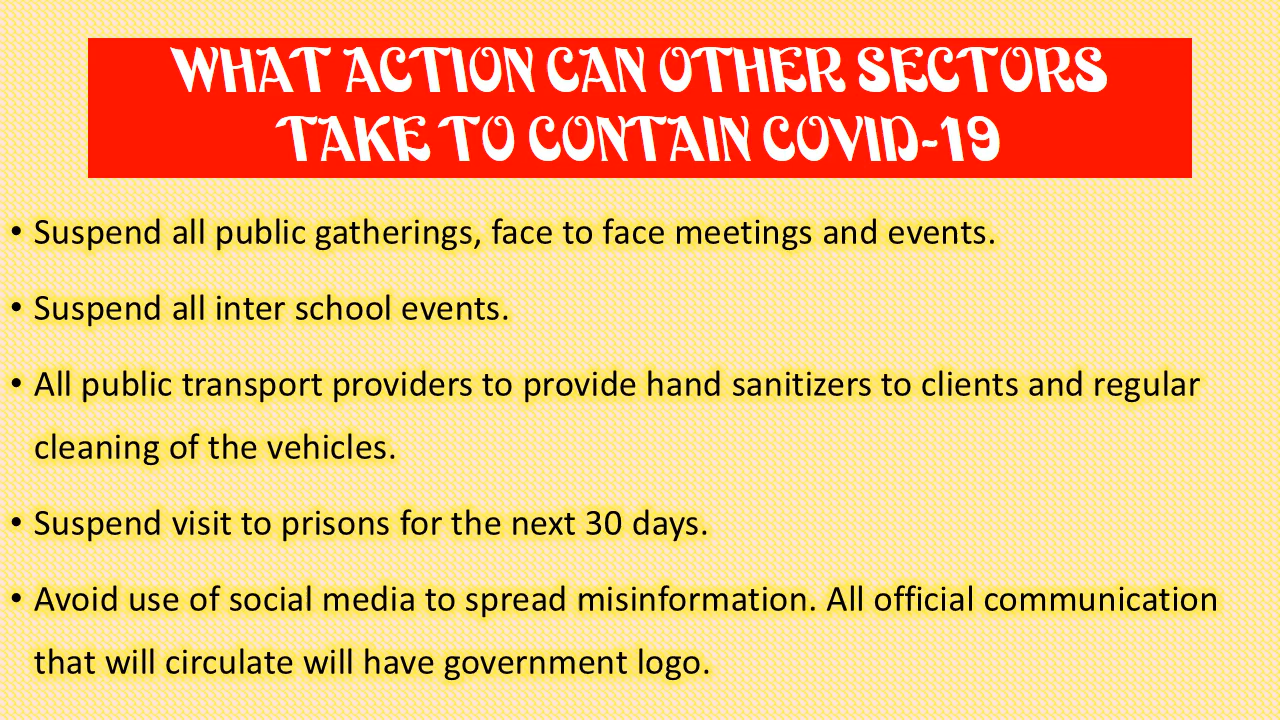 WHAT ACTION CAN OTHER SECTORS
TAKE TO CONTAIN COVID-19
• Suspend all public gatherings, face to face meetings and events.
• Suspend all inter school events.
• All public transport providers to provide hand sanitizers to clients and regular
cleaning of the vehicles.
• Suspend visit to prisons for the next 30 days.
• Avoid use of social media to spread misinformation. All official communication
that will circulate will have government logo.